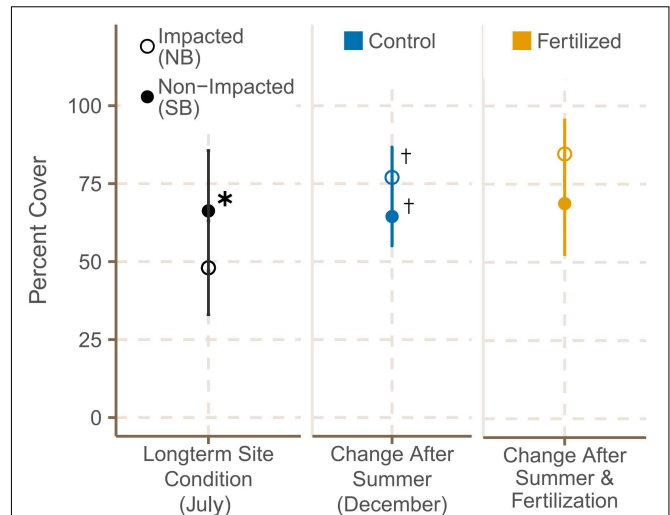 Impacted
(NB)
Non−Impacted
(SB)
Control
Fertilized
Percent Cover
100
75
50
25
0
*
†
†
Longterm Site
Condition
(July)
Change After
Summer
(December)
Change After
Summer &
Fertilization